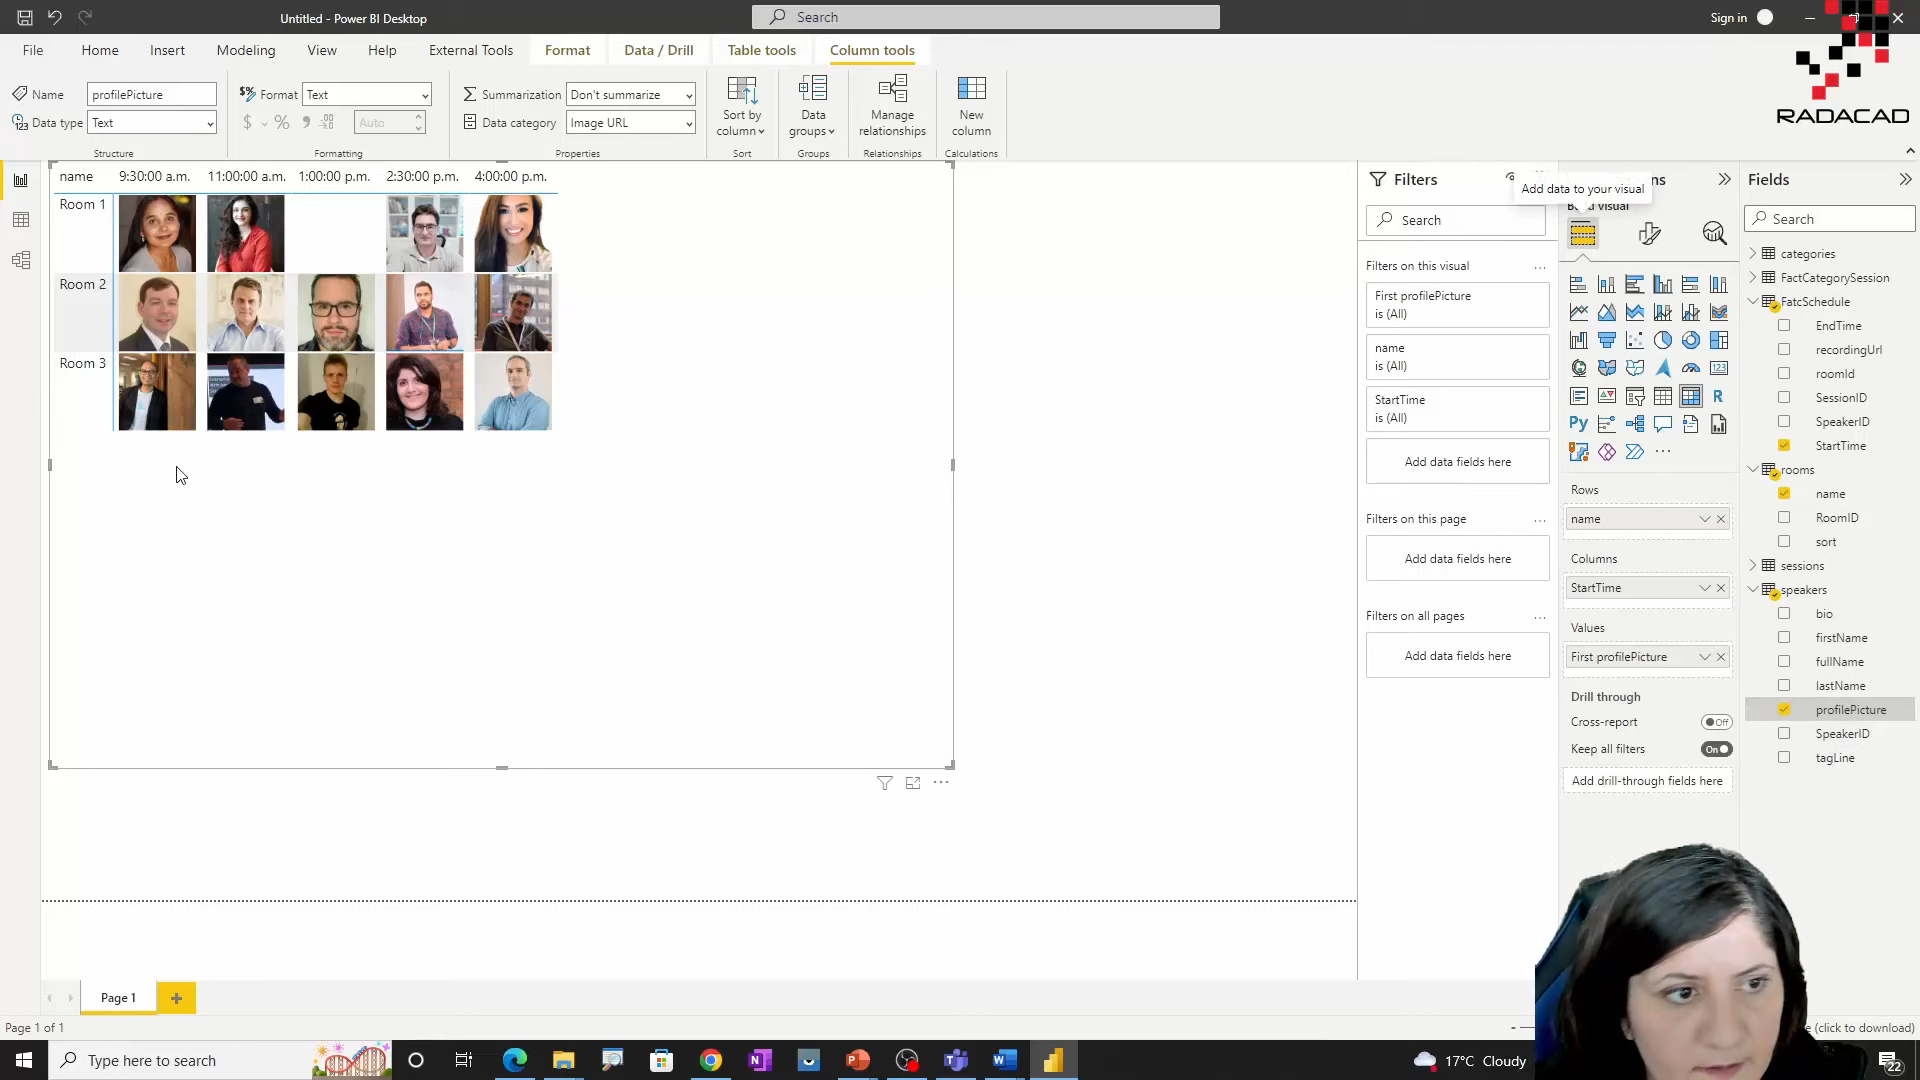 Untitled - Power BI Desktop
Search
Sign in
File Home Insert Modeling View Help External Tools Format Data / Drill Table tools Column tools
Name profilePicture
$% Format Text
Summarization Don't summarize
Data type Text
$ % Auto
Data category Image URL
Sort by column
Data groups
Manage relationships
New column
Structure Formatting Properties Sort Groups Relationships Calculations
RADACAD
name 9:30:00 a.m. 11:00:00 a.m. 1:00:00 p.m. 2:30:00 p.m. 4:00:00 p.m.
Room 1
Room 2
Room 3
Filters
Search
Filters on this visual
First profilePicture
is (All)
name
is (All)
StartTime
is (All)
Add data fields here
Filters on this page
Add data fields here
Filters on all pages
Add data fields here
Add data to your visual
R
Py
123
Rows
name
Columns
StartTime
Values
First profilePicture
Drill through
Cross-report Off
Keep all filters On
Add drill-through fields here
Fields
Search
categories
FactCategorySession
FatcSchedule
EndTime
recordingUrl
roomId
SessionID
SpeakerID
StartTime
rooms
name
RoomID
sort
sessions
speakers
bio
firstName
fullName
lastName
profilePicture
SpeakerID
tagLine
Page 1
Page 1 of 1
(click to download)
Type here to search
17°C Cloudy
22